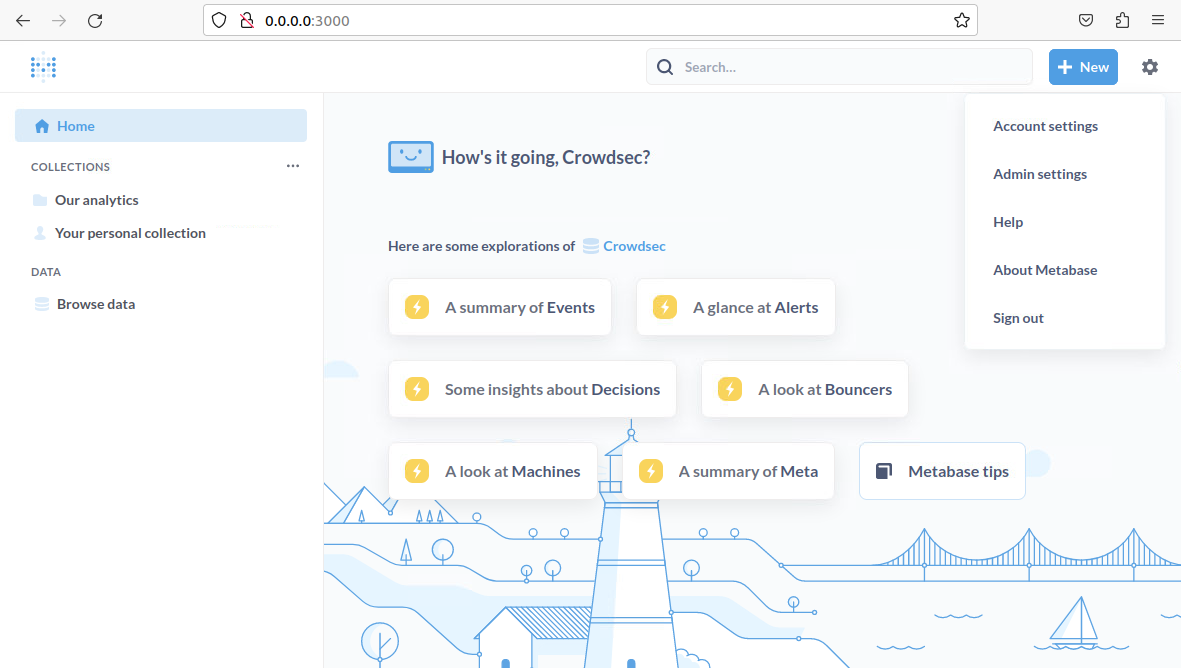 0.0.0.0:3000
Search...
New
Home
COLLECTIONS
Our analytics
Your personal collection
DATA
Browse data
How's it going, Crowdsec?
Here are some explorations of Crowdsec
A summary of Events
A glance at Alerts
Some insights about Decisions
A look at Bouncers
A look at Machines
A summary of Meta
Metabase tips
Account settings
Admin settings
Help
About Metabase
Sign out